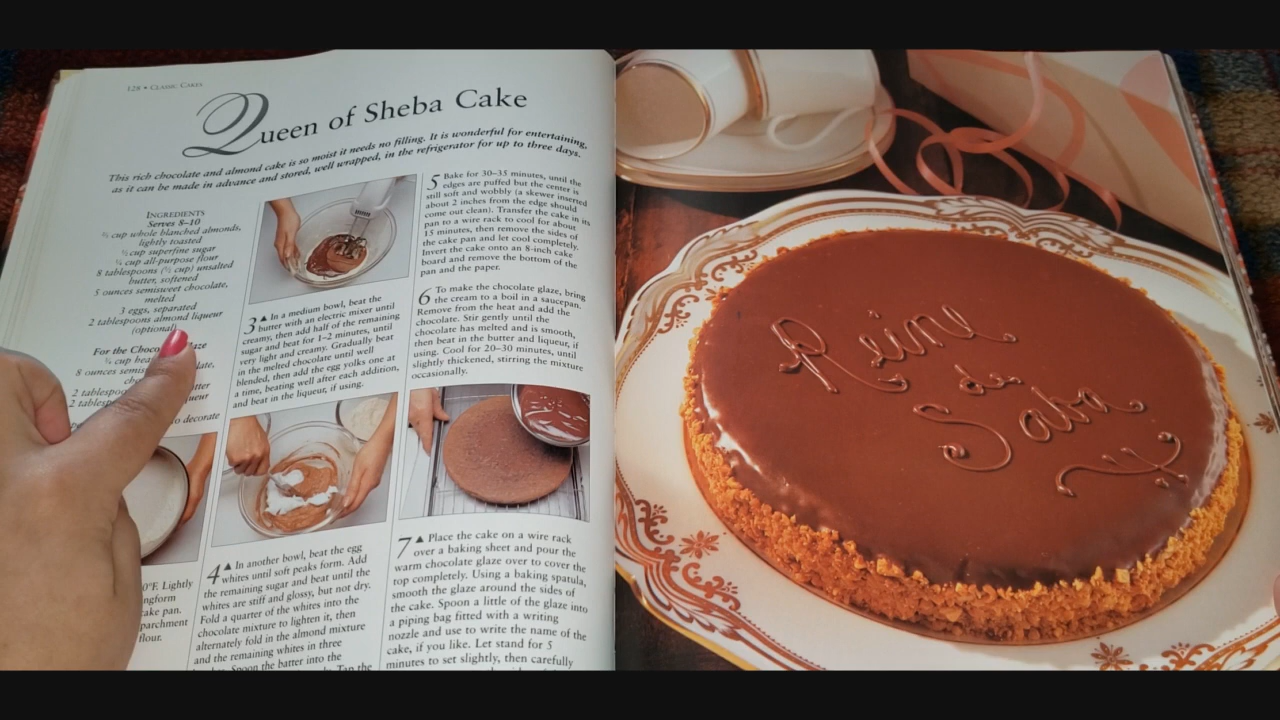 128 • CLASSIC CAKES
Queen of Sheba Cake
This rich chocolate and almond cake is so moist it needs no filling. It is wonderful for entertaining,
as it can be made in advance and stored, well wrapped, in the refrigerator for up to three days.
INGREDIENTS
Serves 8–10
cup whole blanched almonds,
lightly toasted
cup superfine sugar
cup all-purpose flour
8 tablespoons (½ cup) unsalted
butter, softened
5 ounces semisweet chocolate,
melted
3 eggs, separated
2 tablespoons almond liqueur
(optional)
For the Choc
cup
8 ounces
2
2
to decorate
0°F. Lightly
parchment
flour.
3 ▲ In a medium bowl, beat the
butter with an electric mixer until
creamy, then add half of the remaining
sugar and beat for 1–2 minutes, until
very light and creamy. Gradually beat
in the melted chocolate until well
blended, then add the egg yolks one at
a time, beating well after each addition,
and beat in the liqueur, if using.
4 ▲ In another bowl, beat the egg
whites until soft peaks form. Add
the remaining sugar and beat until the
whites are stiff and glossy, but not dry.
Fold a quarter of the whites into the
chocolate mixture to lighten it, then
alternately fold in the almond mixture
and the remaining whites in three
Spoon the batter into the
5 Bake for 30–35 minutes, until the
edges are puffed but the center is
still soft and wobbly (a skewer inserted
about 2 inches from the edge should
come out clean). Transfer the cake in its
pan to a wire rack to cool for about
15 minutes, then remove the sides of
the cake pan and let cool completely.
Invert the cake onto an 8-inch cake
board and remove the bottom of the
pan and the paper.
6 To make the chocolate glaze, bring
the cream to a boil in a saucepan.
Remove from the heat and add the
chocolate. Stir gently until the
chocolate has melted and is smooth,
then beat in the butter and liqueur, if
using. Cool for 20–30 minutes, until
slightly thickened, stirring the mixture
occasionally.
7 ▲ Place the cake on a wire rack
over a baking sheet and pour the
warm chocolate glaze over to cover the
top completely. Using a baking spatula,
smooth the glaze around the sides of
the cake. Spoon a little of the glaze into
a piping bag fitted with a writing
nozzle and use to write the name of the
cake, if you like. Let stand for 5
minutes to set slightly, then carefully
Reine
de
Saba